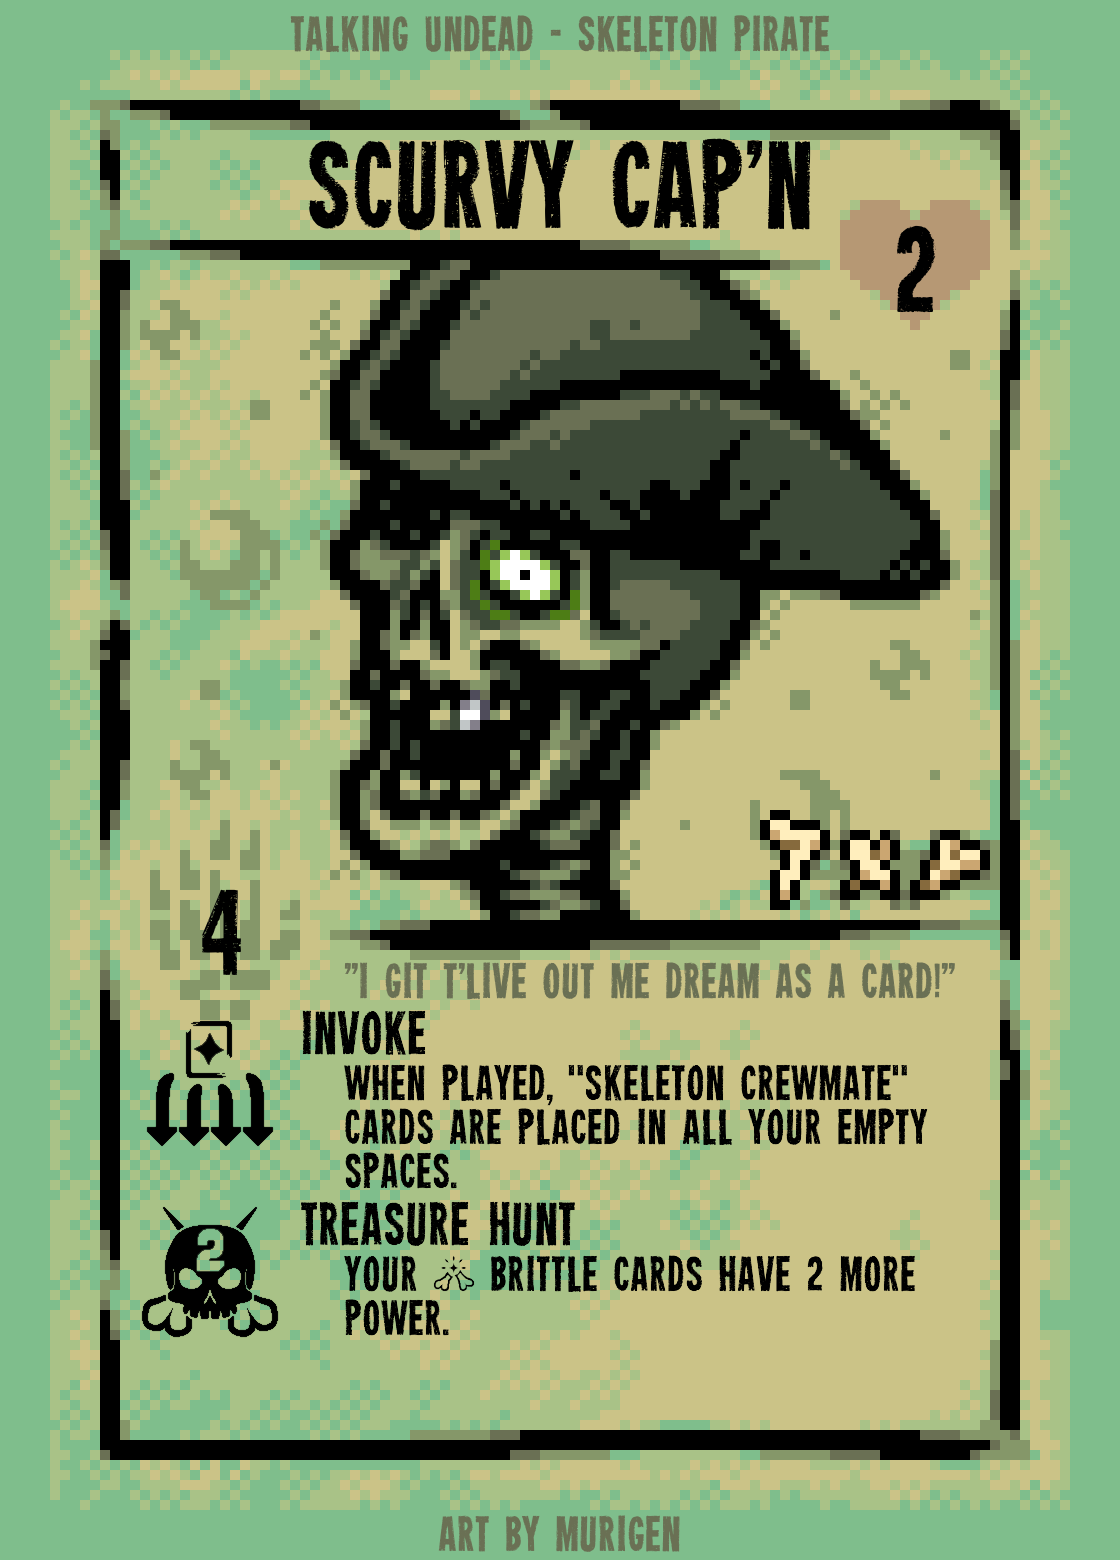 TALKING UNDEAD - SKELETON PIRATE
SCURVY CAP'N
2
7 X
4
"I GIT T'LIVE OUT ME DREAM AS A CARD!"
INVOKE
WHEN PLAYED, "SKELETON CREWMATE"
CARDS ARE PLACED IN ALL YOUR EMPTY
SPACES.
2
TREASURE HUNT
YOUR BRITTLE CARDS HAVE 2 MORE
POWER.
ART BY MURIGEN